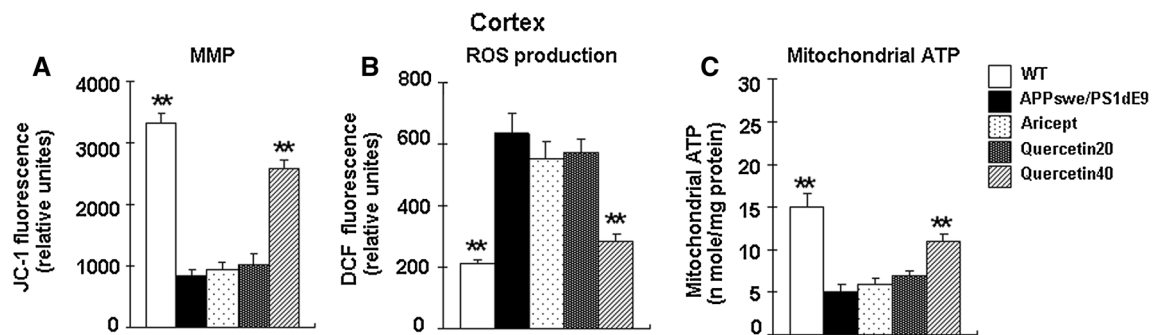 Cortex
A
MMP
JC-1 fluorescence
(relative unites)
4000
3000
2000
1000
0
**
**
B
ROS production
DCF fluorescence
(relative unites)
800
600
400
200
0
**
**
C
Mitochondrial ATP
Mitochondrial ATP
(n mole/mg protein)
30
25
20
15
10
5
0
**
**
WT
APPswe/PS1dE9
Aricept
Quercetin20
Quercetin40